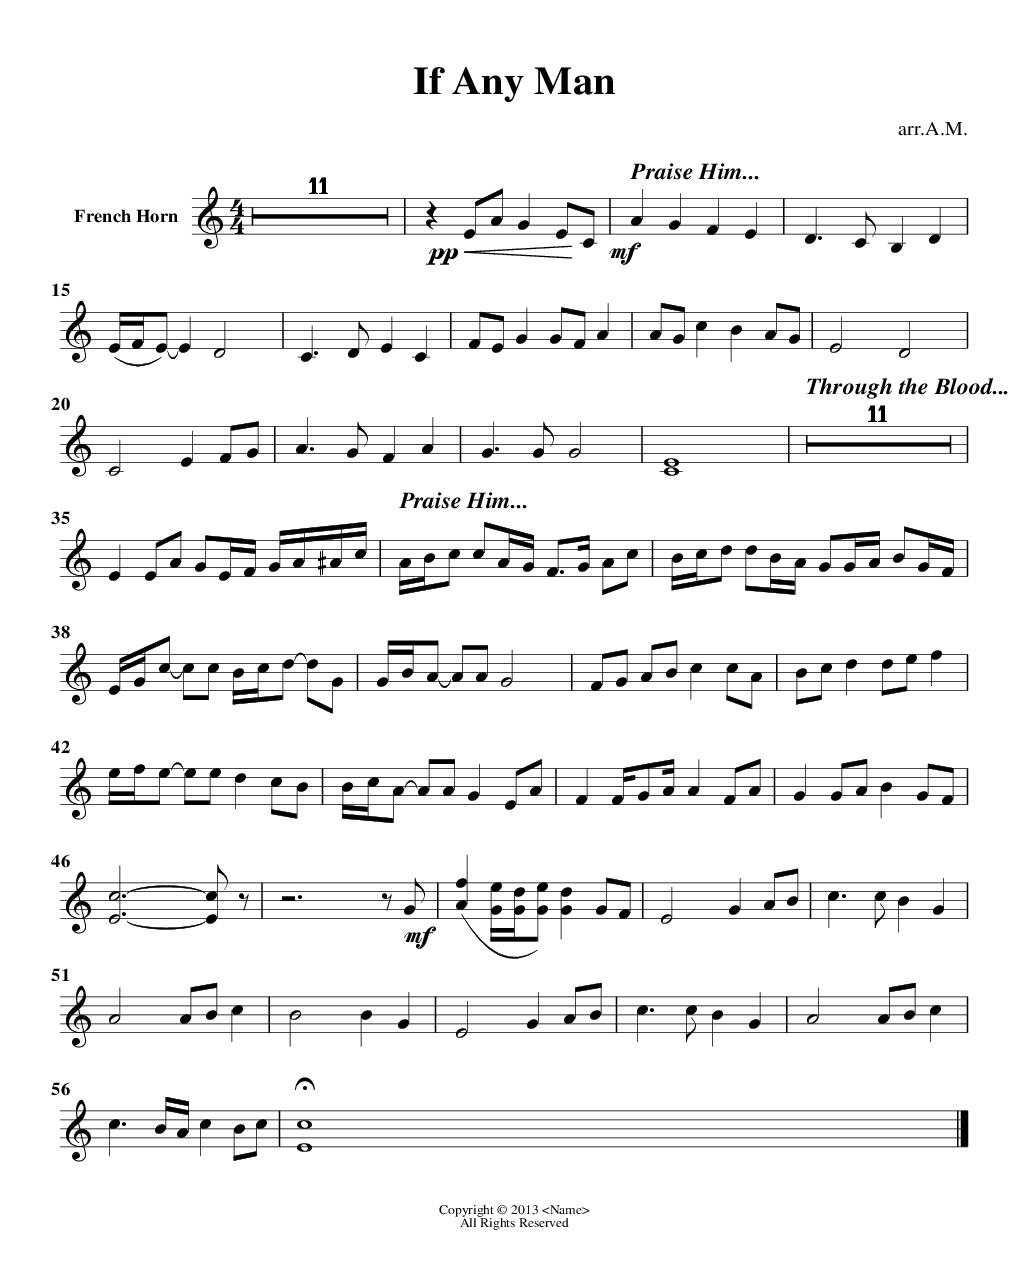 If Any Man
arr.A.M.
Praise Him...
11
French Horn
4
4
pp
mf
15
Through the Blood...
20
11
Praise Him...
35
38
42
46
mf
51
56
Copyright © 2013 <Name>
All Rights Reserved